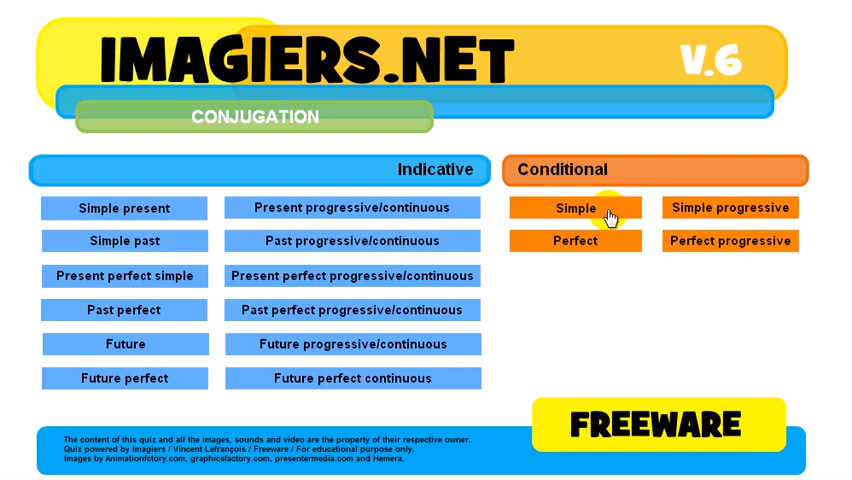 IMAGIERS.NET
V.6
CONJUGATION
Indicative
Conditional
Simple present
Present progressive/continuous
Simple
Simple progressive
Simple past
Past progressive/continuous
Perfect
Perfect progressive
Present perfect simple
Present perfect progressive/continuous
Past perfect
Past perfect progressive/continuous
Future
Future progressive/continuous
Future perfect
Future perfect continuous
FREEWARE
The content of this quiz and all the images, sounds and video are the property of their respective owner.
Quiz powered by Imagiers / Vincent Lefrançois / Freeware / For educational purpose only.
Images by Animationfotory.com, graphicsfactory.com, presentermedia.com and Hemera.